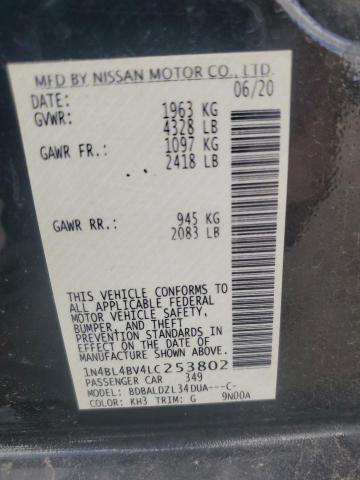 MFD BY NISSAN MOTOR CO., LTD.
DATE: 06/20
GVWR: 1963 KG
4328 LB
GAWR FR: 1097 KG
2418 LB
GAWR RR: 945 KG
2083 LB
THIS VEHICLE CONFORMS TO
ALL APPLICABLE FEDERAL
MOTOR VEHICLE SAFETY,
BUMPER, AND THEFT
PREVENTION STANDARDS IN
EFFECT ON THE DATE OF
MANUFACTURE SHOWN ABOVE.
1N4BL4BV4LC253802
PASSENGER CAR 349
MODEL: BDBALDZL34DUA---C-
COLOR: KH3 TRIM: G 9N00A